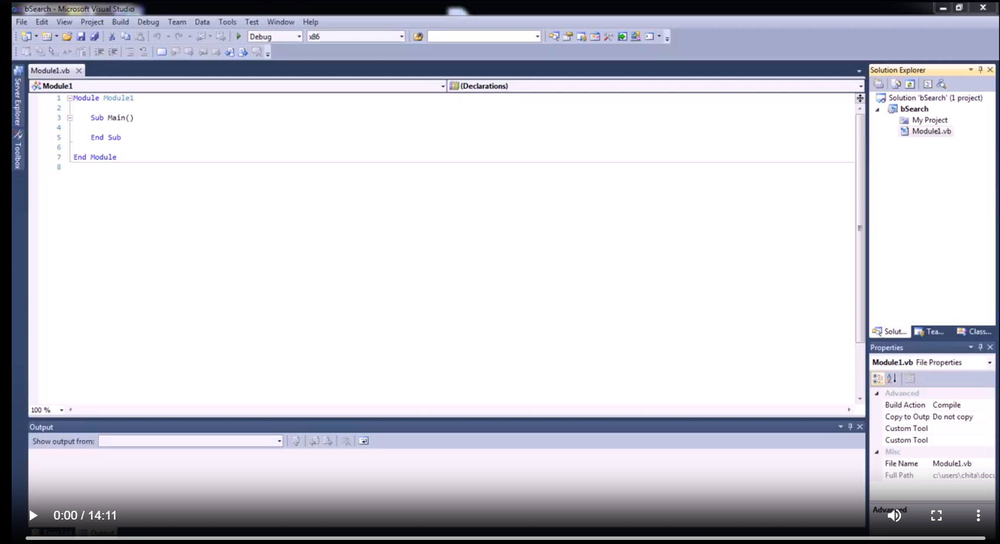 bSearch - Microsoft Visual Studio
File Edit View Project Build Debug Team Data Tools Test Window Help
Debug x86
Server Explorer
Toolbox
Module1.vb
Module1 (Declarations)
1 Module Module1
2
3 Sub Main()
4
5 End Sub
6
7 End Module
8
100 %
Output
Show output from:
Error List Output
0:00 / 14:11
Solution Explorer
Solution 'bSearch' (1 project)
bSearch
My Project
Module1.vb
Solut... Tea... Class...
Properties
Module1.vb File Properties
Advanced
Build Action Compile
Copy to Outp Do not copy
Custom Tool
Custom Tool
Misc
File Name Module1.vb
Full Path c:\users\chita\docu
Advanced